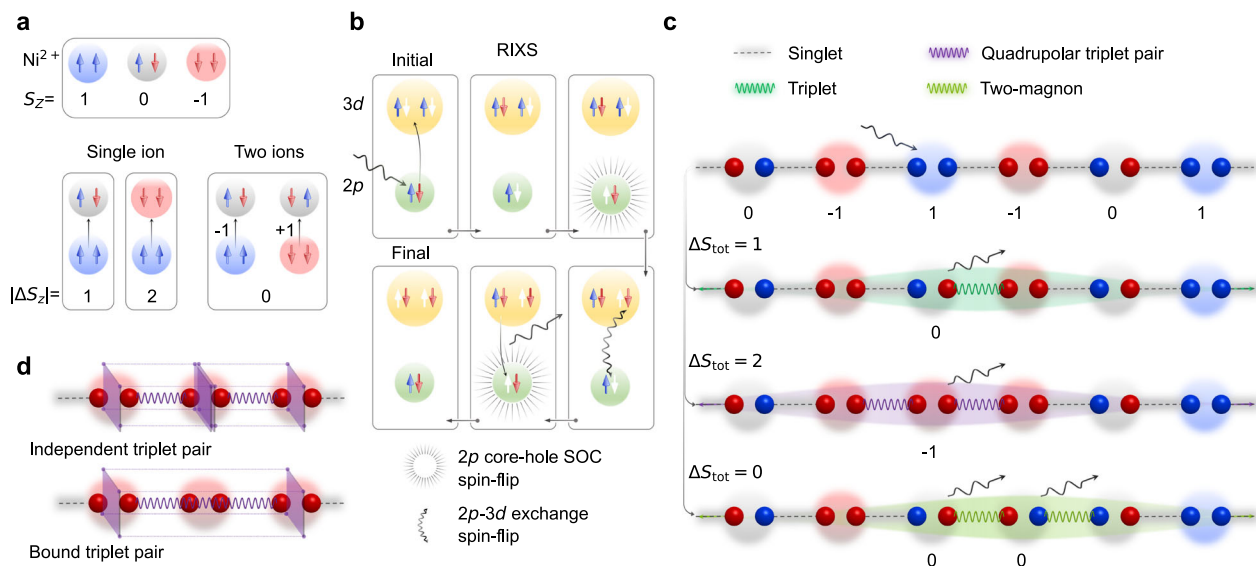 a
Ni2+
SZ= 1 0 -1
Single ion Two ions
-1 +1
|ΔSz|= 1 2 0
b
RIXS
Initial
3d
2p
Final
2p core-hole SOC
spin-flip
2p-3d exchange
spin-flip
c
Singlet Quadrupolar triplet pair
Triplet Two-magnon
0 -1 1 -1 0 1
ΔStot = 1
0
ΔStot = 2
-1
ΔStot = 0
0 0
d
Independent triplet pair
Bound triplet pair